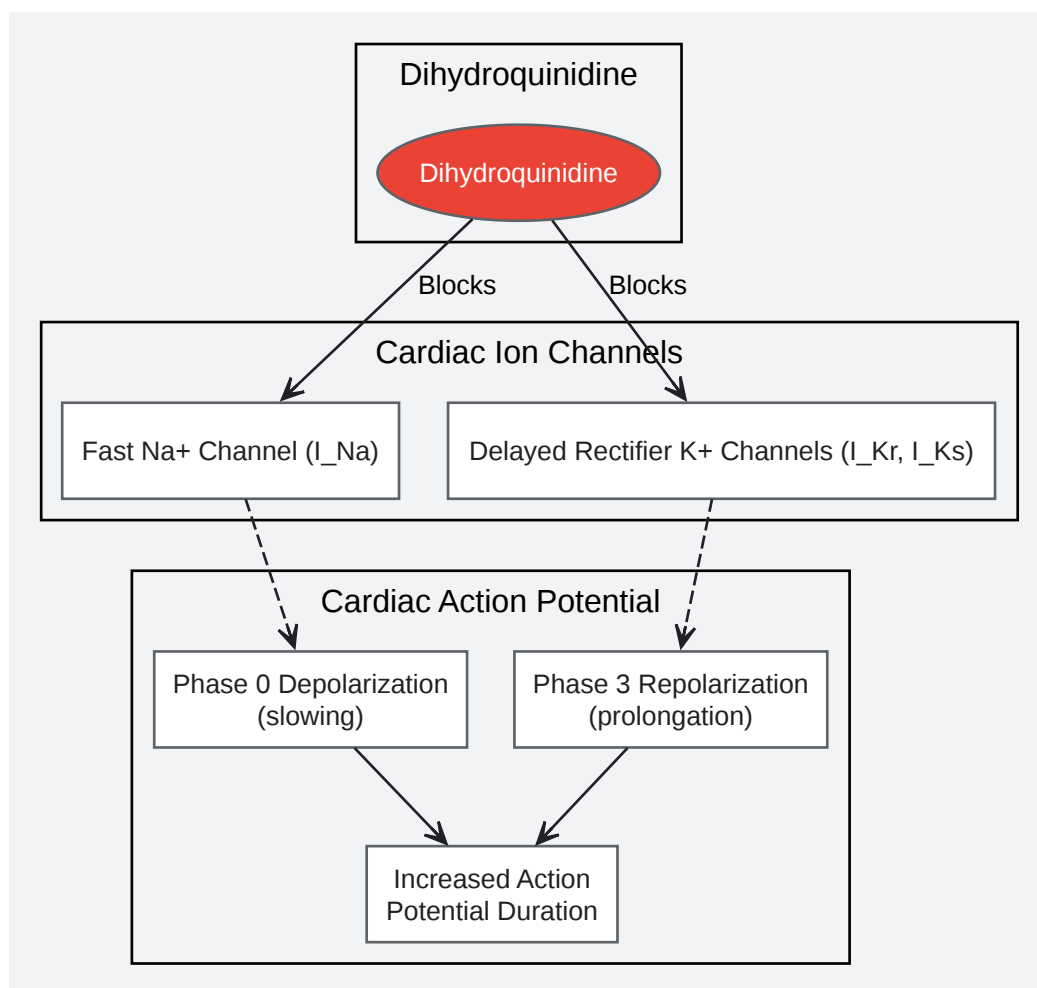 Dihydroquinidine
Dihydroquinidine
Blocks
Blocks
Cardiac Ion Channels
Fast Na+ Channel (I_Na)
Delayed Rectifier K+ Channels (I_Kr, I_Ks)
Cardiac Action Potential
Phase 0 Depolarization
(slowing)
Phase 3 Repolarization
(prolongation)
Increased Action
Potential Duration